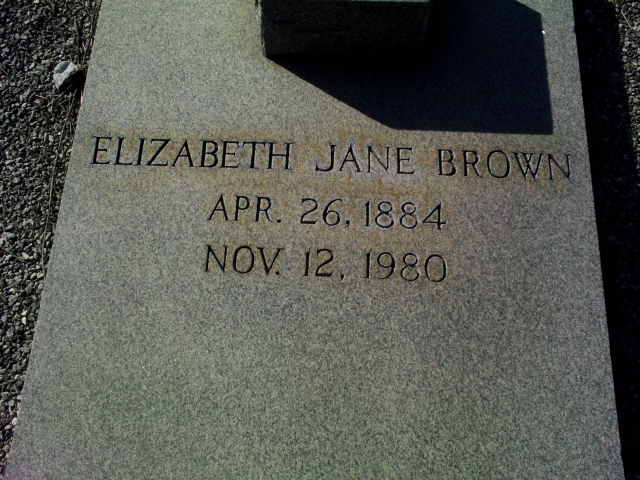 ELIZABETH JANE BROWN
APR. 26, 1884
NOV. 12, 1980